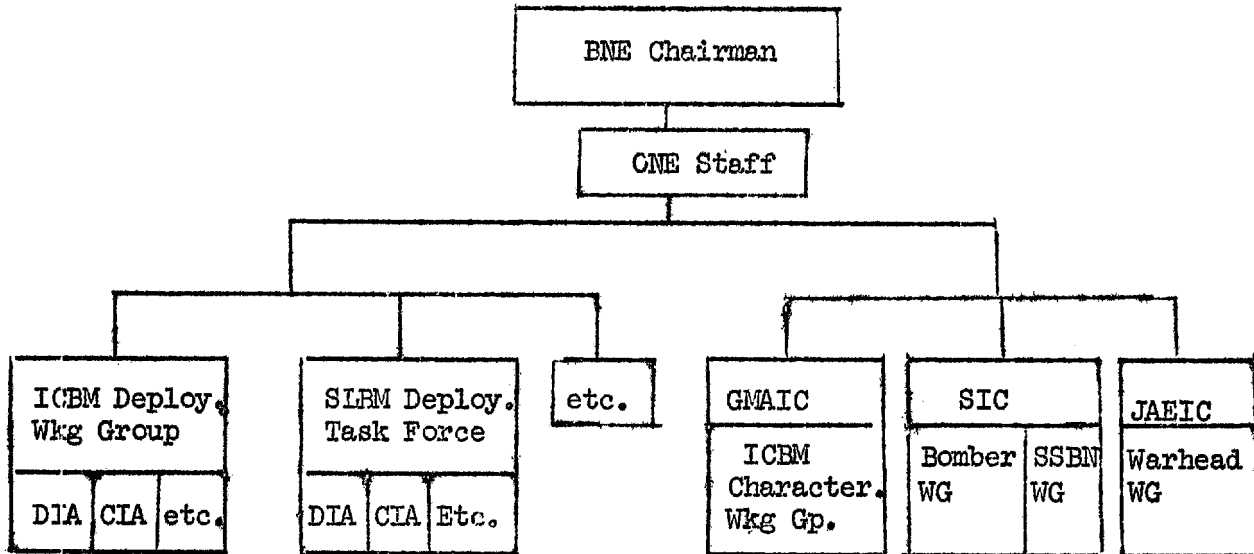 BNE Chairman
ONE Staff
ICBM Deploy.
Wkg Group
DIA CIA etc.
SLBM Deploy.
Task Force
DIA CIA Etc.
etc.
GMAIC
ICBM
Character.
Wkg Gp.
SIC
Bomber
WG
SSBN
WG
JAEIC
Warhead
WG